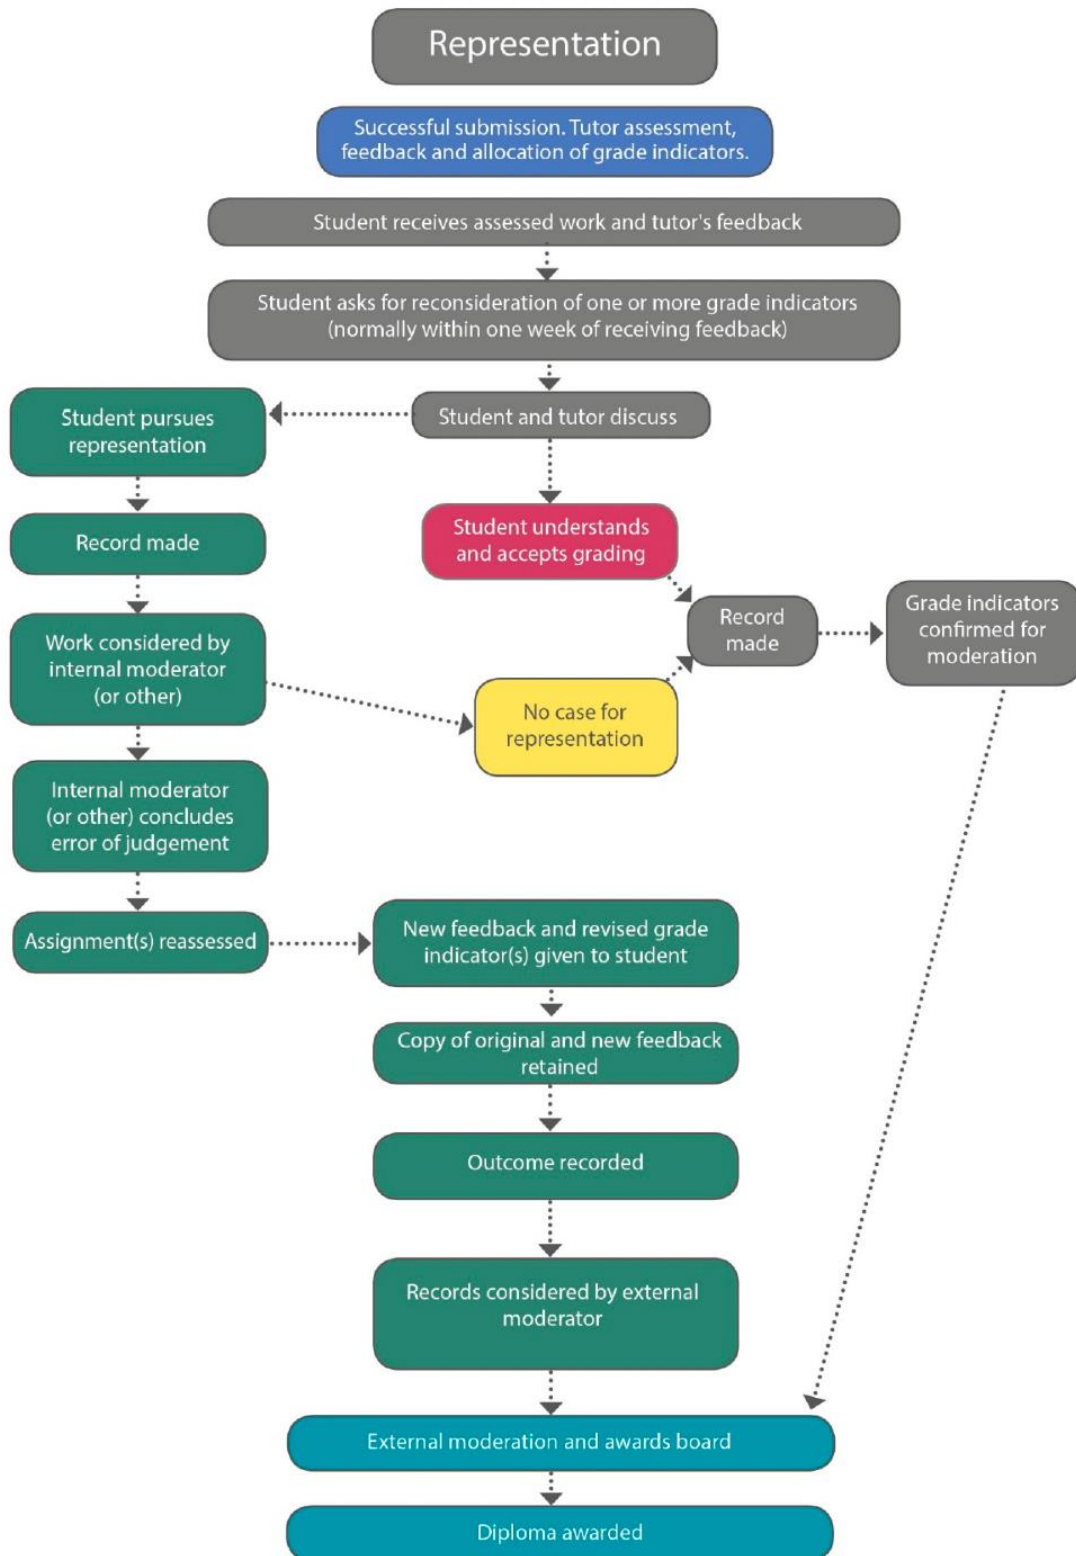 Representation
Successful submission. Tutor assessment,
feedback and allocation of grade indicators.
Student receives assessed work and tutor's feedback
Student asks for reconsideration of one or more grade indicators
(normally within one week of receiving feedback)
Student pursues
representation
Student and tutor discuss
Record made
Student understands
and accepts grading
Work considered by
internal moderator
(or other)
Record
made
Grade indicators
confirmed for
moderation
No case for
representation
Internal moderator
(or other) concludes
error of judgement
Assignment(s) reassessed
New feedback and revised grade
indicator(s) given to student
Copy of original and new feedback
retained
Outcome recorded
Records considered by external
moderator
External moderation and awards board
Diploma awarded